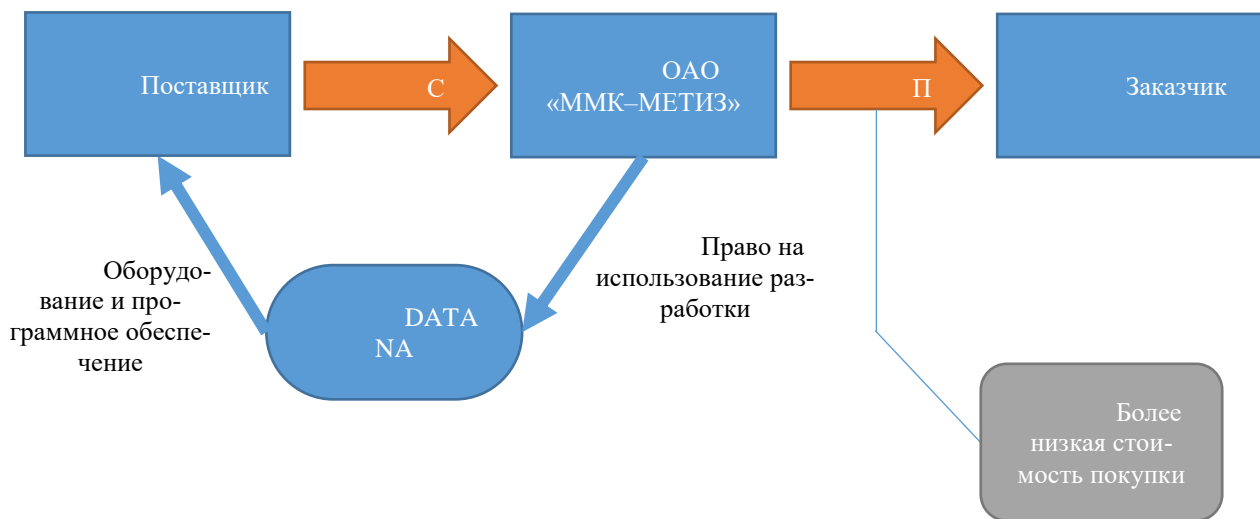 Поставщик
С
ОАО
«ММК–МЕТИЗ»
П
Заказчик
Оборудо-
вание и про-
граммное обеспе-
чение
DATA
NA
Право на
использование раз-
работки
Более
низкая стои-
мость покупки